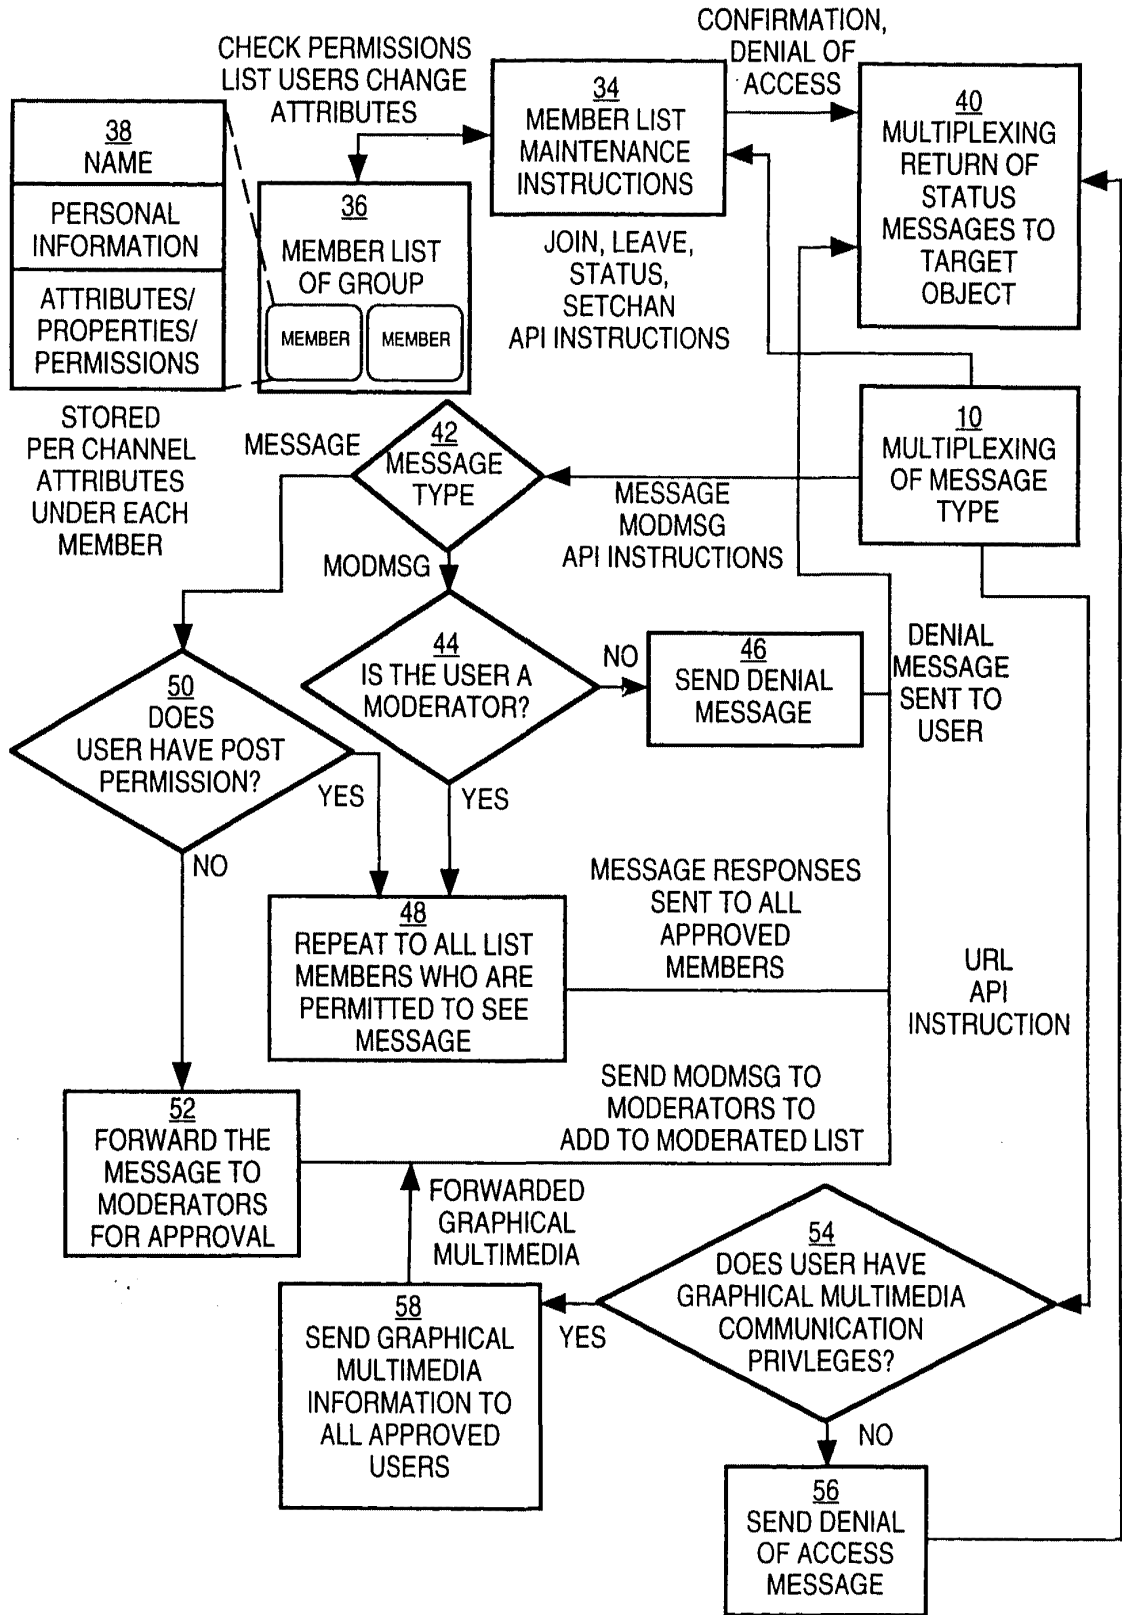 CHECK PERMISSIONS
LIST USERS CHANGE
ATTRIBUTES
CONFIRMATION,
DENIAL OF
ACCESS
38
NAME
PERSONAL
INFORMATION
ATTRIBUTES/
PROPERTIES/
PERMISSIONS
STORED
PER CHANNEL
ATTRIBUTES
UNDER EACH
MEMBER
36
MEMBER LIST
OF GROUP
MEMBER
MEMBER
34
MEMBER LIST
MAINTENANCE
INSTRUCTIONS
JOIN, LEAVE,
STATUS,
SETCHAN
API INSTRUCTIONS
40
MULTIPLEXING
RETURN OF
STATUS
MESSAGES TO
TARGET
OBJECT
10
MULTIPLEXING
OF MESSAGE
TYPE
MESSAGE
42
MESSAGE
TYPE
MESSAGE
MODMSG
API INSTRUCTIONS
MODMSG
44
IS THE USER A
MODERATOR?
NO
46
SEND DENIAL
MESSAGE
DENIAL
MESSAGE
SENT TO
USER
50
DOES
USER HAVE POST
PERMISSION?
YES
YES
NO
48
REPEAT TO ALL LIST
MEMBERS WHO ARE
PERMITTED TO SEE
MESSAGE
MESSAGE RESPONSES
SENT TO ALL
APPROVED
MEMBERS
URL
API
INSTRUCTION
52
FORWARD THE
MESSAGE TO
MODERATORS
FOR APPROVAL
SEND MODMSG TO
MODERATORS TO
ADD TO MODERATED LIST
FORWARDED
GRAPHICAL
MULTIMEDIA
54
DOES USER HAVE
GRAPHICAL MULTIMEDIA
COMMUNICATION
PRIVLEGES?
YES
58
SEND GRAPHICAL
MULTIMEDIA
INFORMATION TO
ALL APPROVED
USERS
NO
56
SEND DENIAL
OF ACCESS
MESSAGE